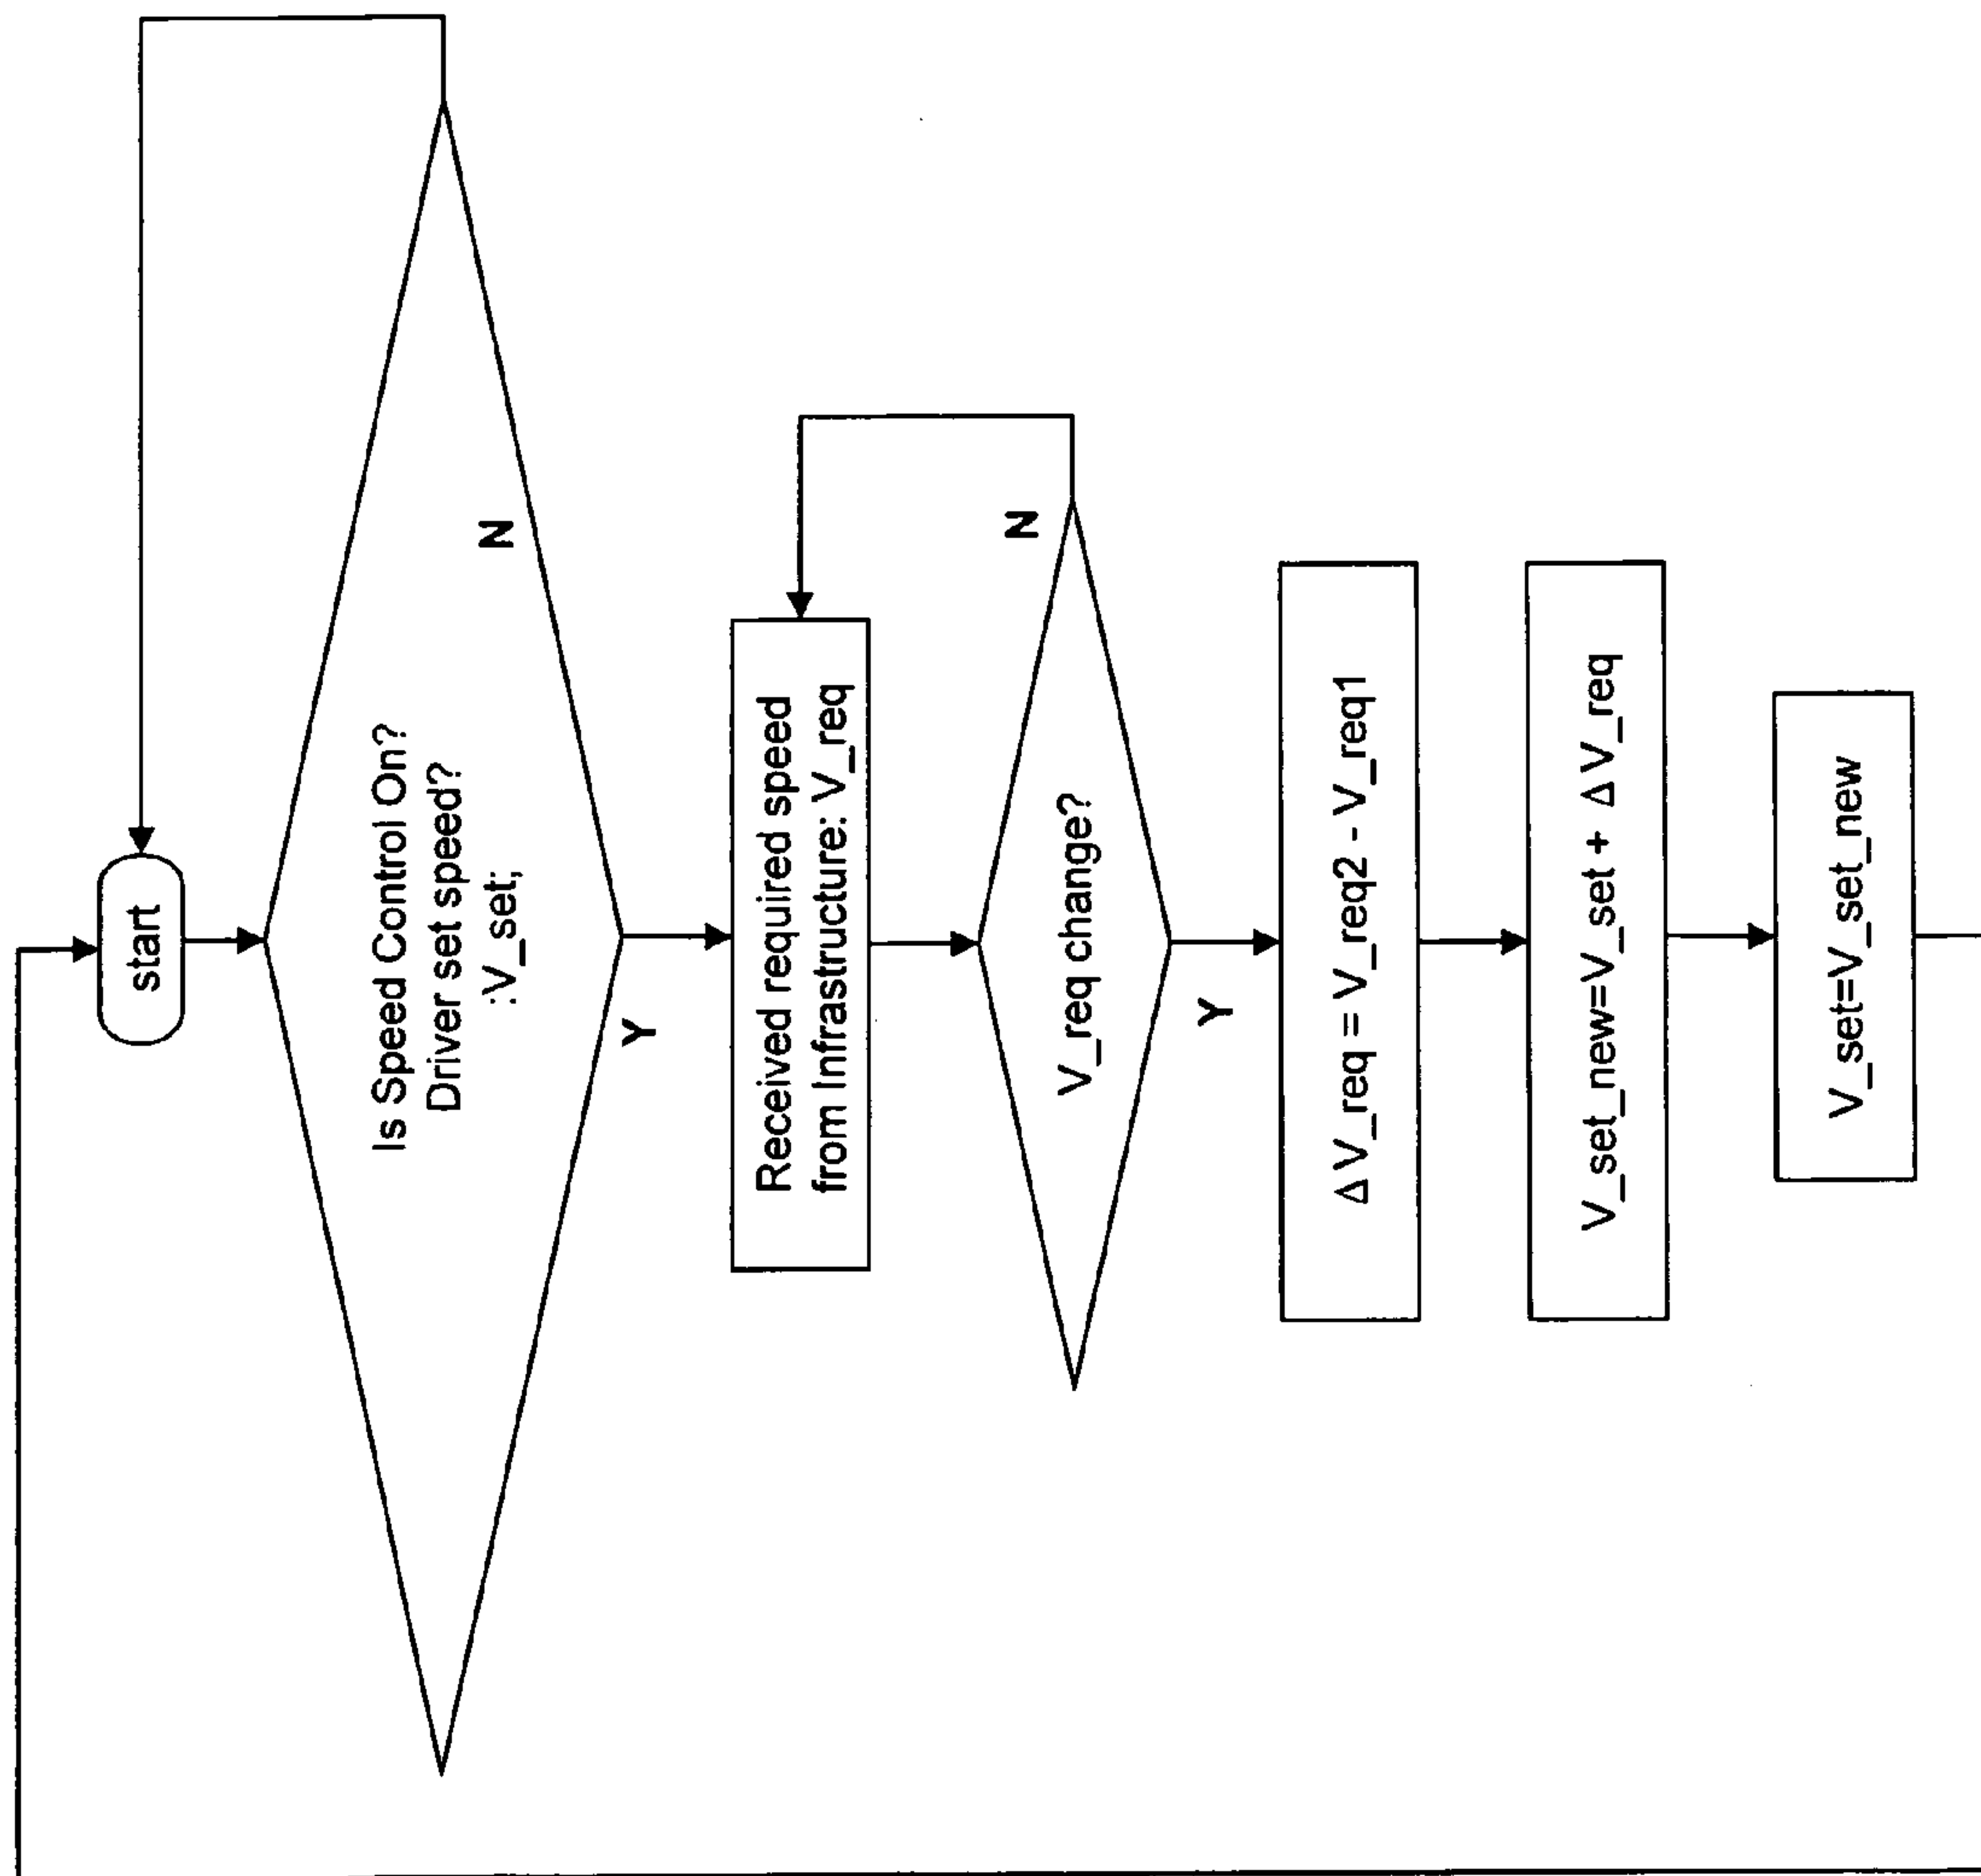 start
Is Speed Control On?
Driver set speed?
:V_set;
N
Y
Received required speed
from Infrastructure: V_req
N
V_req change?
Y
Δ V_req = V_req2 - V_req1
V_set_new=V_set + Δ V_req
V_set=V_set_new